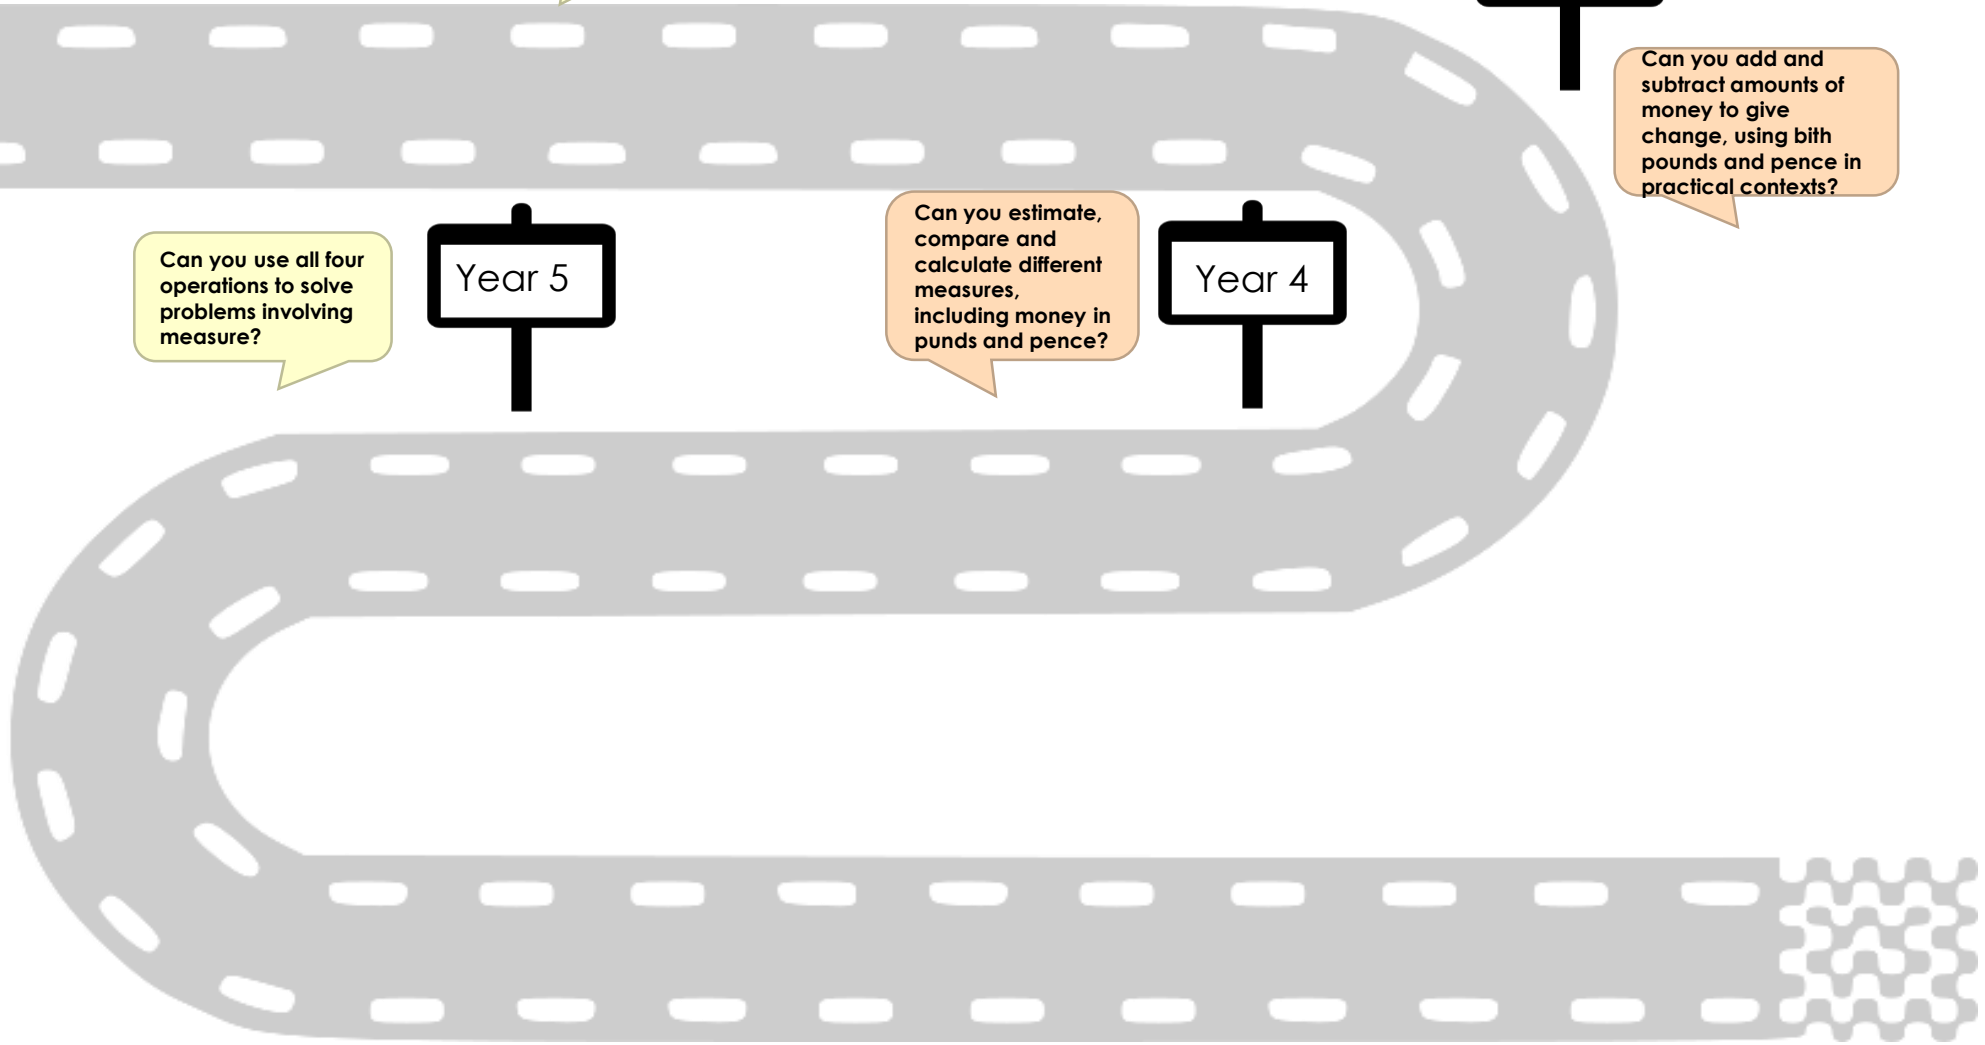 Can you add and
subtract amounts of
money to give
change, using bith
pounds and pence in
practical contexts?
Can you use all four
operations to solve
problems involving
measure?
Year 5
Can you estimate,
compare and
calculate different
measures,
including money in
punds and pence?
Year 4